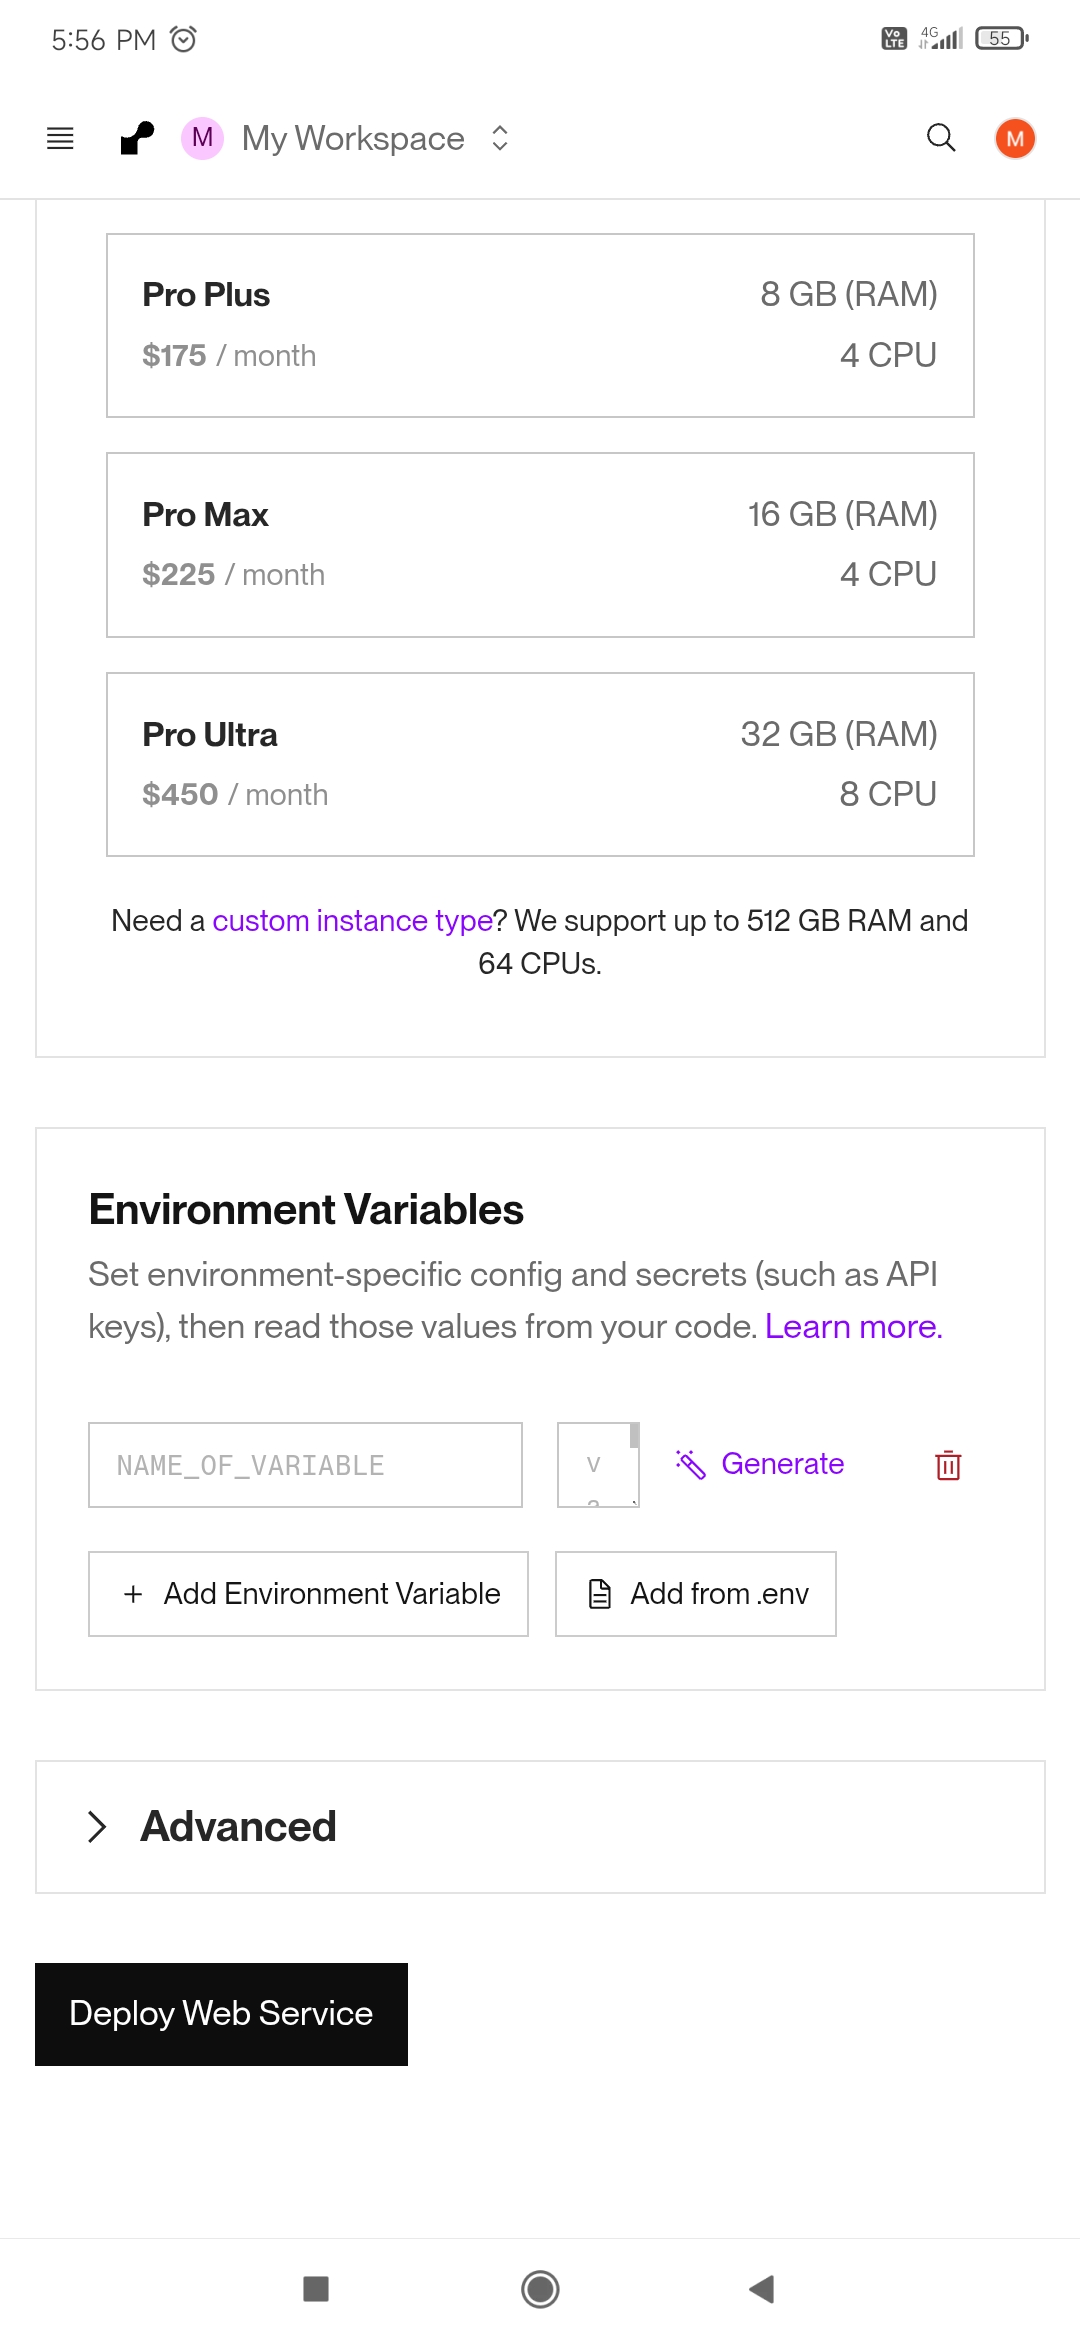 5:56 PM
Vo LTE 4G 55
M My Workspace M
Pro Plus 8 GB (RAM)
$175 / month 4 CPU
Pro Max 16 GB (RAM)
$225 / month 4 CPU
Pro Ultra 32 GB (RAM)
$450 / month 8 CPU
Need a custom instance type? We support up to 512 GB RAM and
64 CPUs.
Environment Variables
Set environment-specific config and secrets (such as API
keys), then read those values from your code. Learn more.
NAME_OF_VARIABLE v Generate
+ Add Environment Variable Add from .env
Advanced
Deploy Web Service